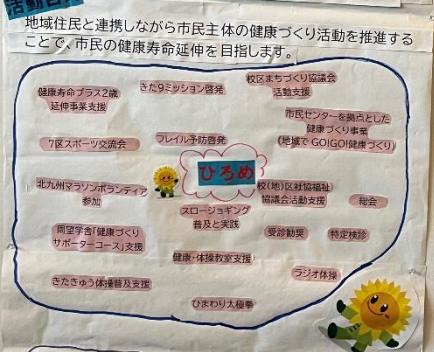 活動目
地域住民と連携しながら市民主体の健康づくり活動を推進する
ことで、市民の健康寿命延伸を目指します。
健康寿命プラス2歳
延伸事業支援
きた9ミッション啓発
校区まちづくり協議会
活動支援
市民センターを拠点とした
健康づくり事業
(地域で GO!GO!健康づくり)
7区スポーツ交流会
フレイル予防啓発
ひろめ
北九州マラソンボランティア
参加
スロージョギング
普及と実践
校(地)区社協福祉
協議会活動支援
総会
周望学舎「健康づくり
サポーターコース」支援
受診勧奨
特定検診
健康・体操教室支援
きたきゅう体操普及支援
ラジオ体操
ひまわり太極拳